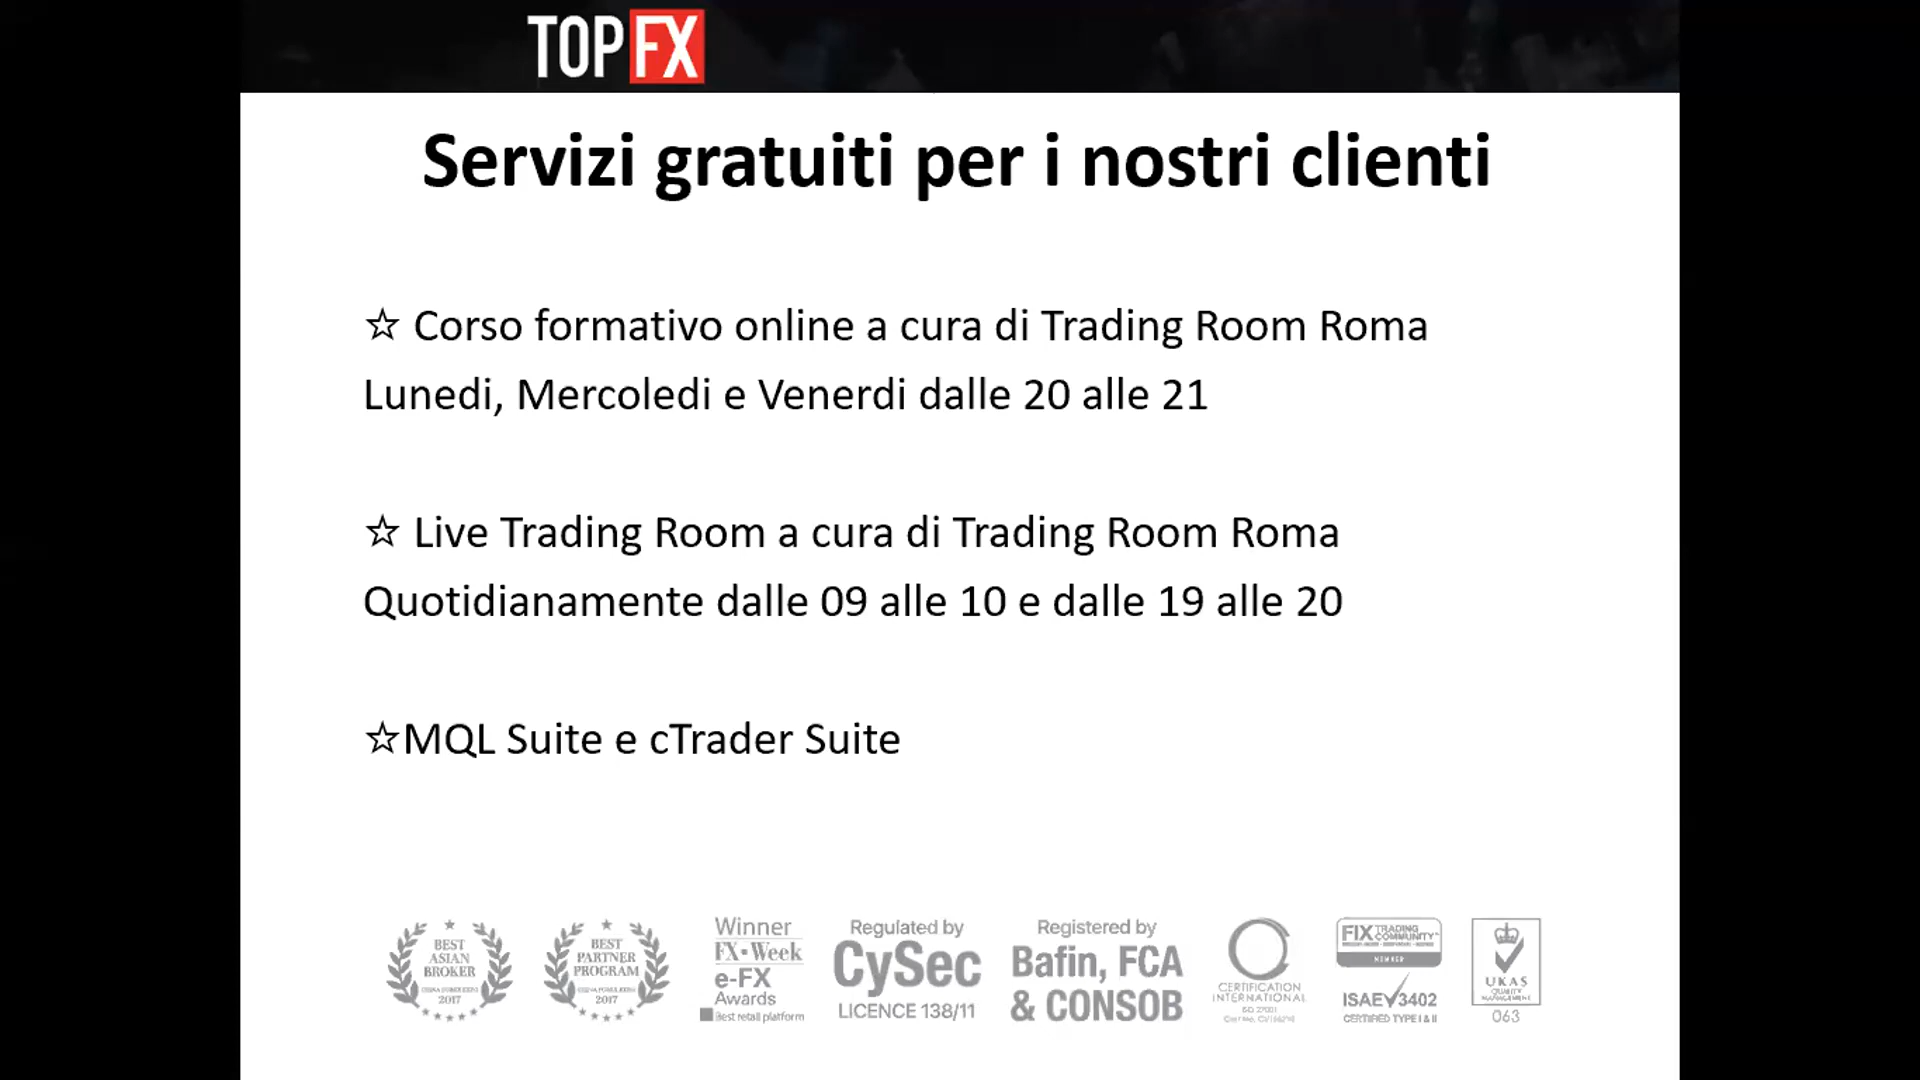 TOPFX
Servizi gratuiti per i nostri clienti
☆ Corso formativo online a cura di Trading Room Roma
Lunedi, Mercoledi e Venerdi dalle 20 alle 21
☆ Live Trading Room a cura di Trading Room Roma
Quotidianamente dalle 09 alle 10 e dalle 19 alle 20
☆MQL Suite e cTrader Suite
BEST
ASIAN
BROKER
2017
BEST
PARTNER
PROGRAM
2017
Winner
FX•Week
e-FX
Awards
Best retail platform
Regulated by
CySec
LICENCE 138/11
Registered by
Bafin, FCA
& CONSOB
CERTIFICATION
INTERNATIONAL
ISO 27001
FIX TRADING
COMMUNITY
MEMBER
ISAE 3402
CERTIFIED TYPE I & II
UKAS
QUALITY
MANAGEMENT
063